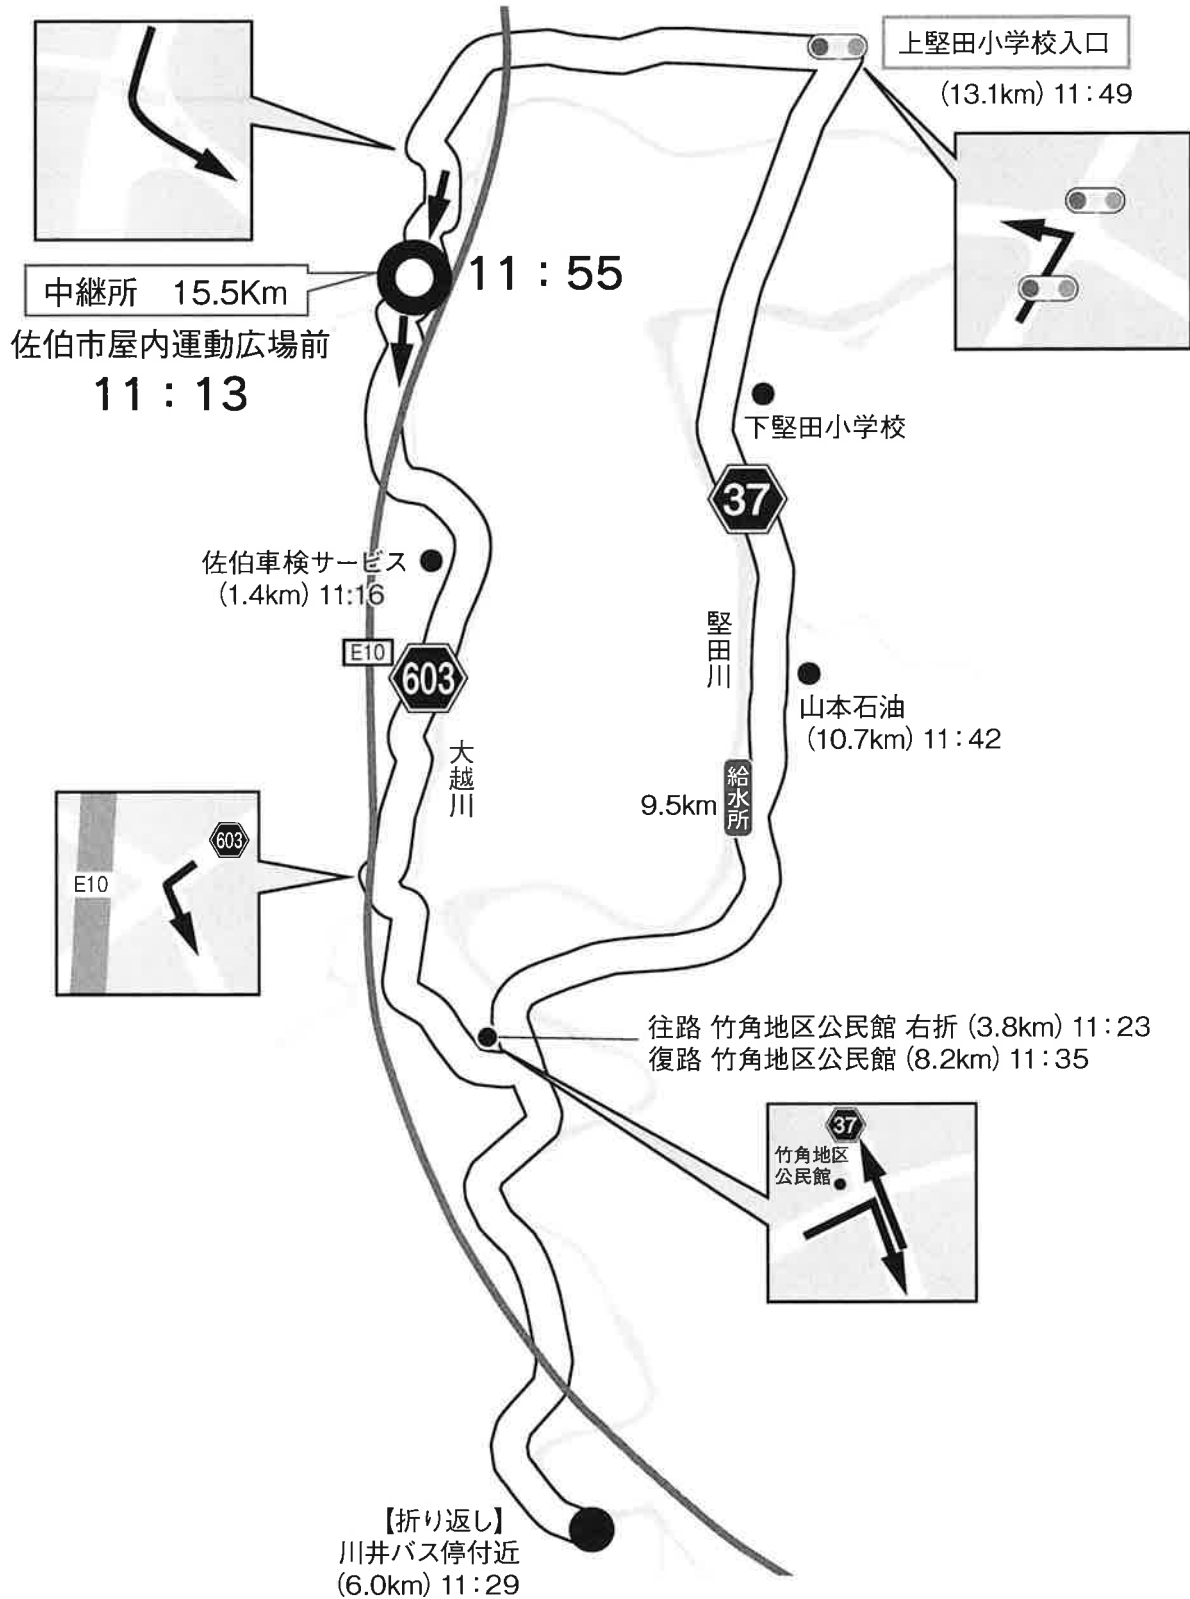 上堅田小学校入口
(13.1km) 11:49
中継所 15.5Km
11:55
佐伯市屋内運動広場前
11:13
下堅田小学校
37
佐伯車検サービス
(1.4km) 11:16
E10
603
堅田川
山本石油
(10.7km) 11:42
大越川
9.5km 給水所
603
E10
往路 竹角地区公民館 右折 (3.8km) 11:23
復路 竹角地区公民館 (8.2km) 11:35
37
竹角地区
公民館
【折り返し】
川井バス停付近
(6.0km) 11:29